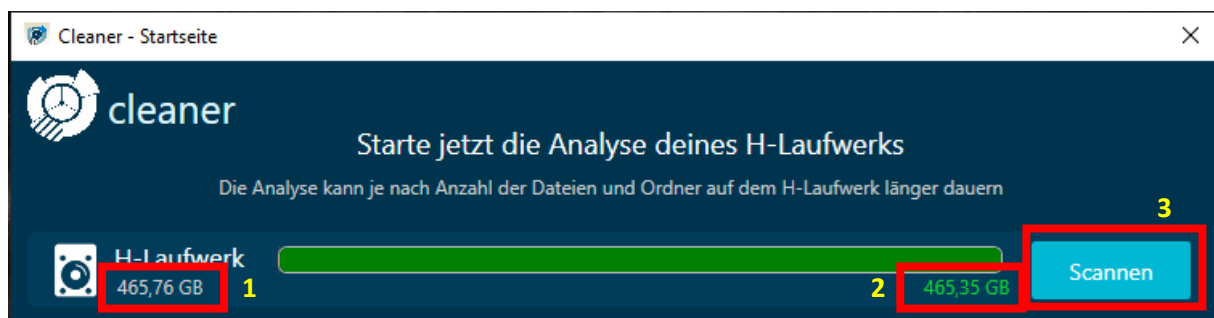 Cleaner - Startseite
cleaner
Starte jetzt die Analyse deines H-Laufwerks
Die Analyse kann je nach Anzahl der Dateien und Ordner auf dem H-Laufwerk länger dauern
3
H-Laufwerk
465,76 GB 1 2 465,35 GB Scannen